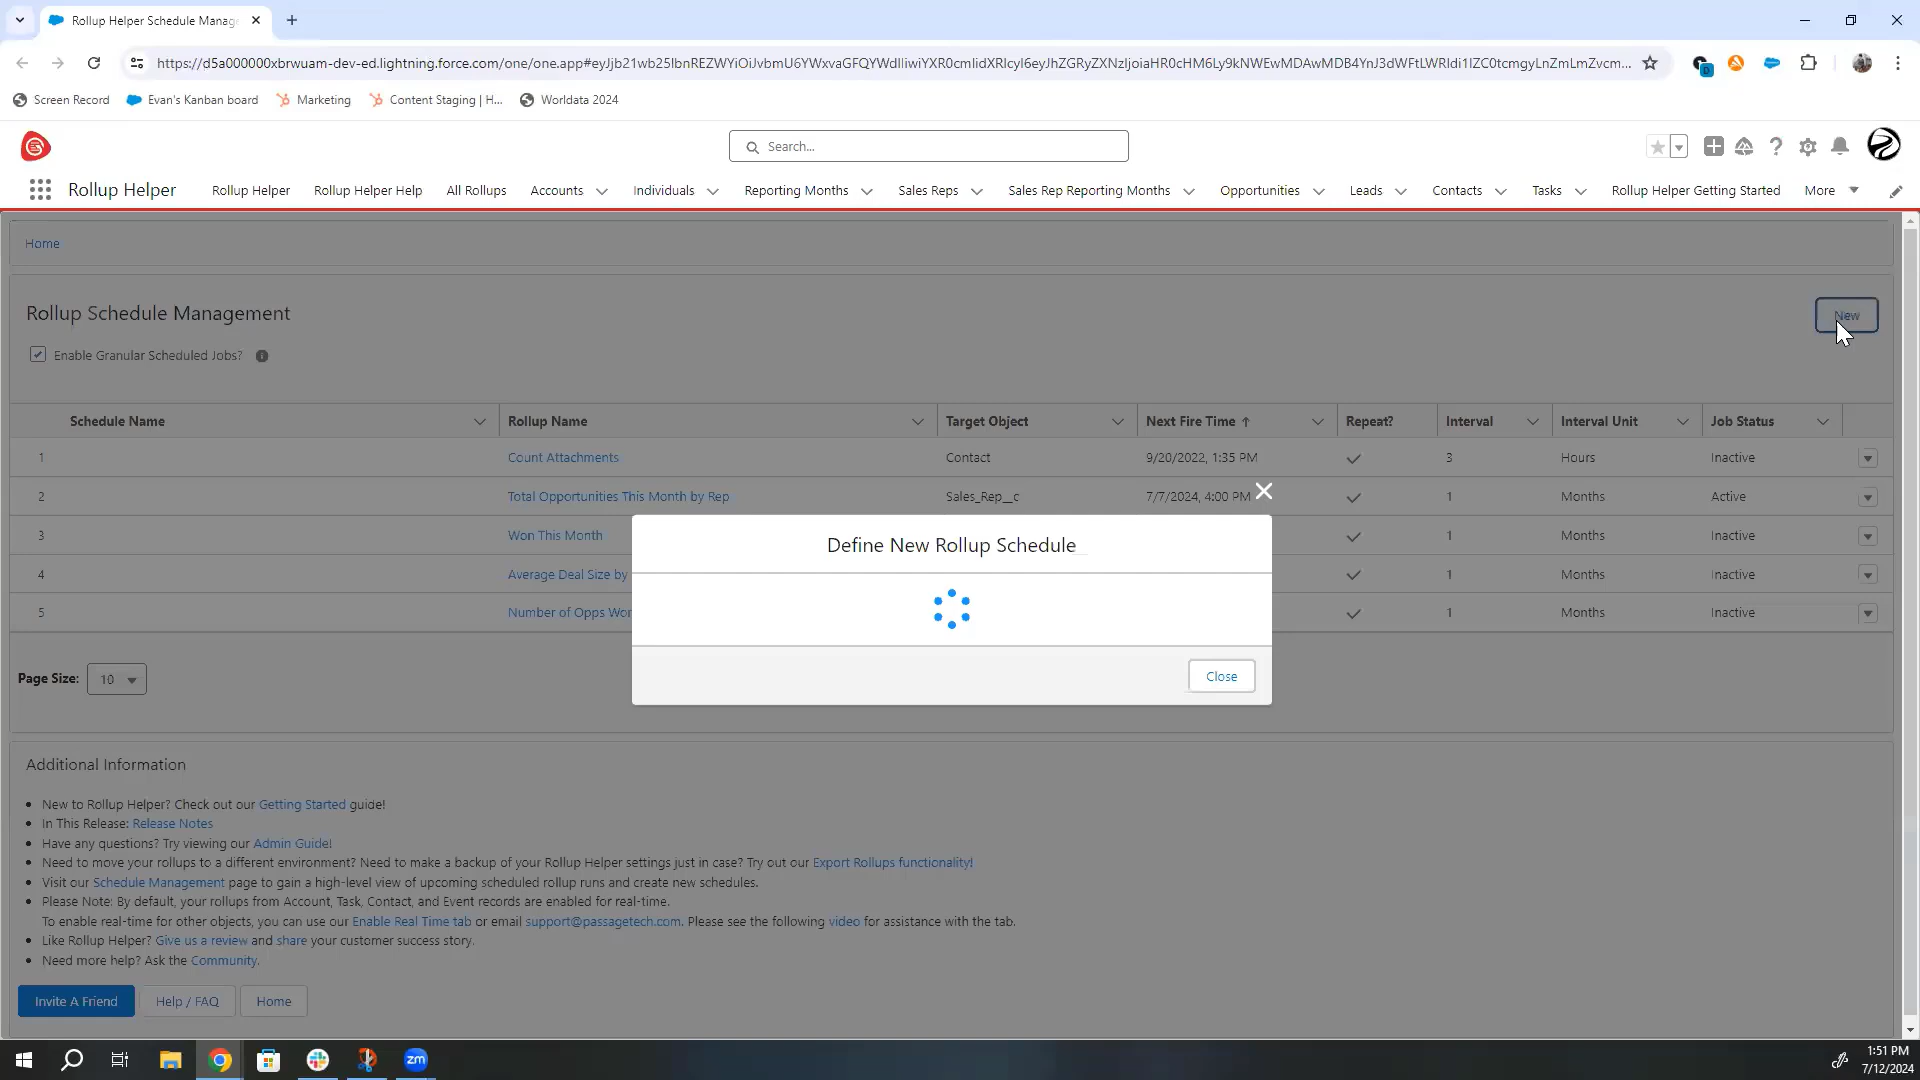 Rollup Helper Schedule Manag
https://d5a000000xbrwuam-dev-ed.lightning.force.com/one/one.app#eyJjb21wb25lbnREZWYiOiJvbmU6YWxvaGFQYWdlIiwiYXR0cmlidXRlcyI6eyJhZGRyZXNzIjoiaHR0cHM6Ly9kNWEwMDAwMDB4YnJ3dWFtLWRldi1lZC5tcmgyLnZmLmZvcm...
Screen Record
Evan's Kanban board
Marketing
Content Staging | H...
Worldata 2024
Search...
Rollup Helper
Rollup Helper
Rollup Helper Help
All Rollups
Accounts
Individuals
Reporting Months
Sales Reps
Sales Rep Reporting Months
Opportunities
Leads
Contacts
Tasks
Rollup Helper Getting Started
More
Home
Rollup Schedule Management
New
Enable Granular Scheduled Jobs?
Schedule Name Rollup Name Target Object Next Fire Time Repeat? Interval Interval Unit Job Status
1 Count Attachments Contact 9/20/2022, 1:35 PM 3 Hours Inactive
2 Total Opportunities This Month by Rep Sales_Rep__c 7/7/2024, 4:00 PM 1 Months Active
3 Won This Month 1 Months Inactive
4 Average Deal Size by 1 Months Inactive
5 Number of Opps Wor 1 Months Inactive
Define New Rollup Schedule
Close
Page Size: 10
Additional Information
New to Rollup Helper? Check out our Getting Started guide!
In This Release: Release Notes
Have any questions? Try viewing our Admin Guide!
Need to move your rollups to a different environment? Need to make a backup of your Rollup Helper settings just in case? Try out our Export Rollups functionality!
Visit our Schedule Management page to gain a high-level view of upcoming scheduled rollup runs and create new schedules.
Please Note: By default, your rollups from Account, Task, Contact, and Event records are enabled for real-time.
To enable real-time for other objects, you can use our Enable Real Time tab or email support@passagetech.com. Please see the following video for assistance with the tab.
Like Rollup Helper? Give us a review and share your customer success story.
Need more help? Ask the Community.
Invite A Friend
Help / FAQ
Home
zm
1:51 PM
7/12/2024